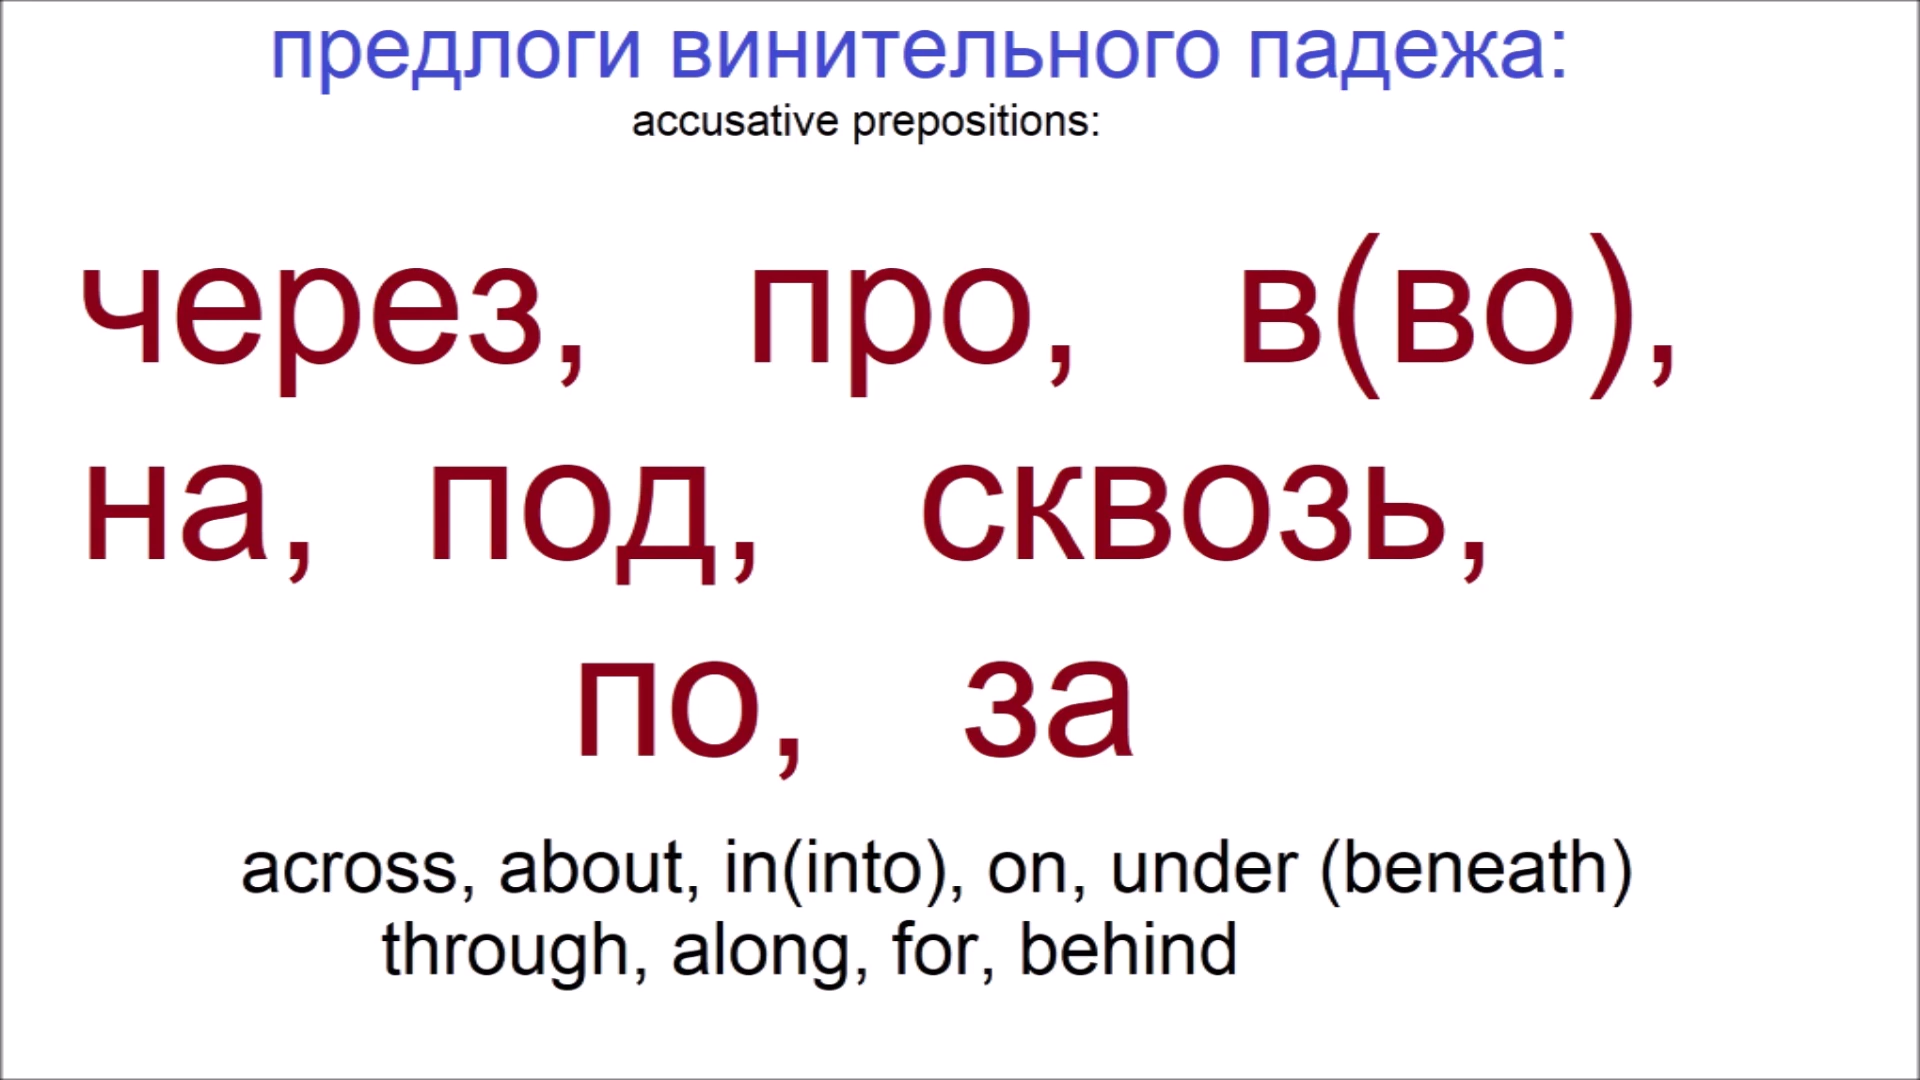 предлоги винительного падежа:
accusative prepositions:
через, про, в(во),
на, под, сквозь,
по, за
across, about, in(into), on, under (beneath)
through, along, for, behind